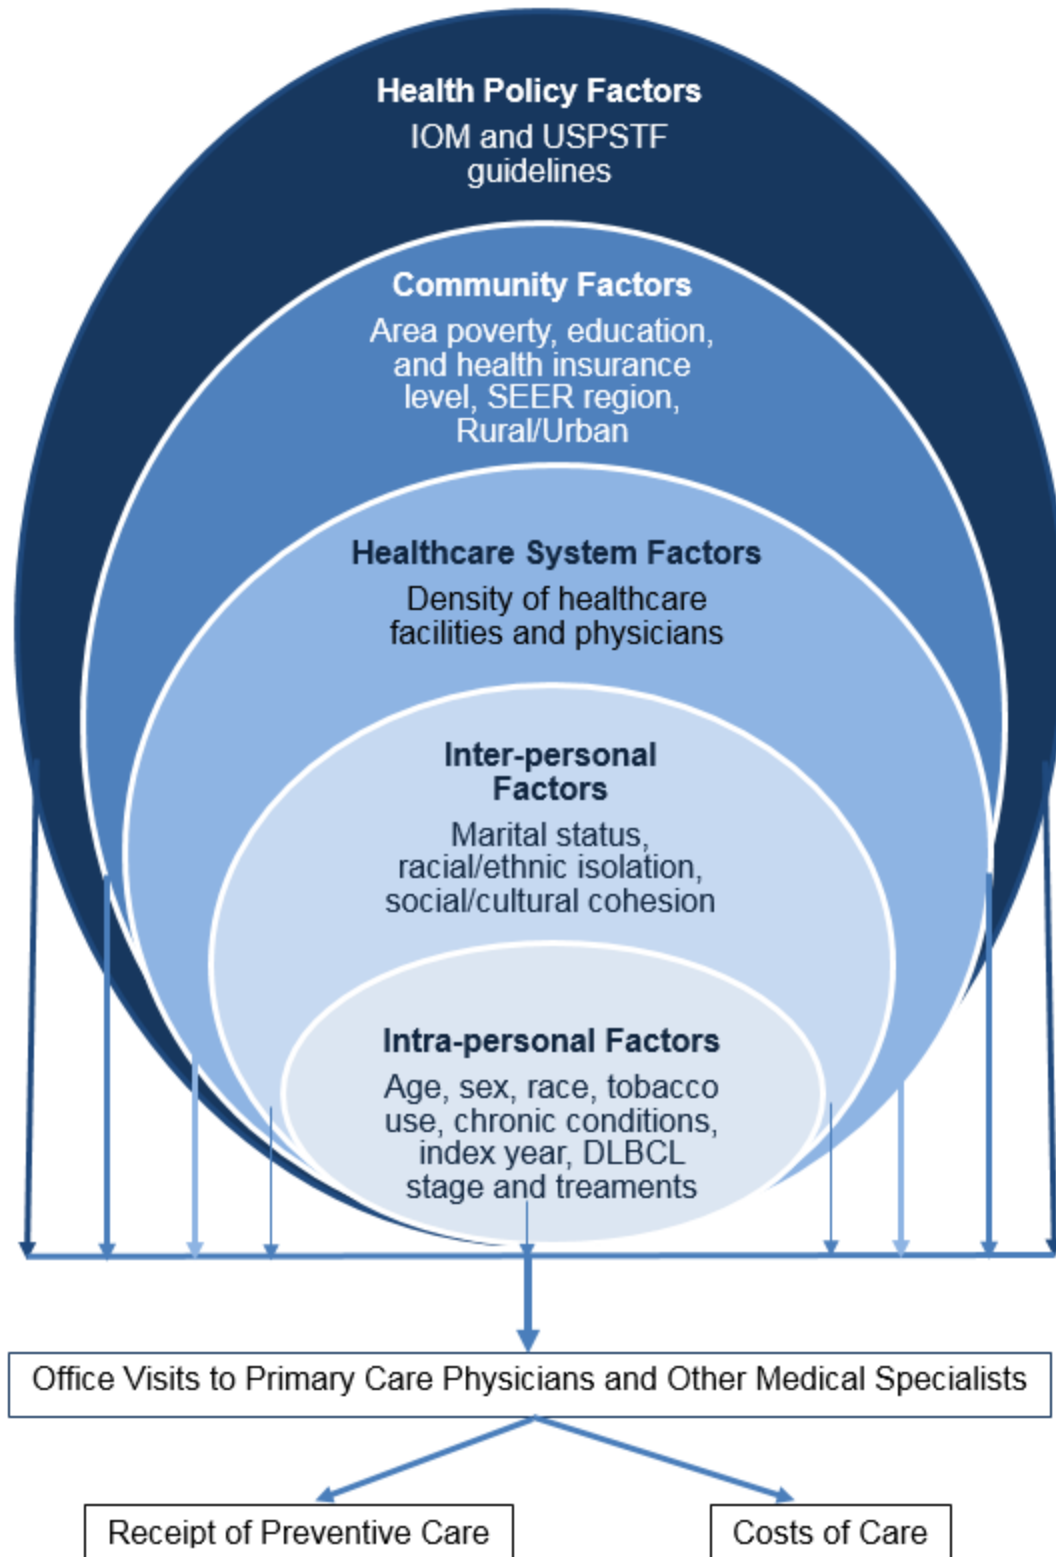 Health Policy Factors
IOM and USPSTF
guidelines
Community Factors
Area poverty, education,
and health insurance
level, SEER region,
Rural/Urban
Healthcare System Factors
Density of healthcare
facilities and physicians
Inter-personal
Factors
Marital status,
racial/ethnic isolation,
social/cultural cohesion
Intra-personal Factors
Age, sex, race, tobacco
use, chronic conditions,
index year, DLBCL
stage and treaments
Office Visits to Primary Care Physicians and Other Medical Specialists
Receipt of Preventive Care
Costs of Care